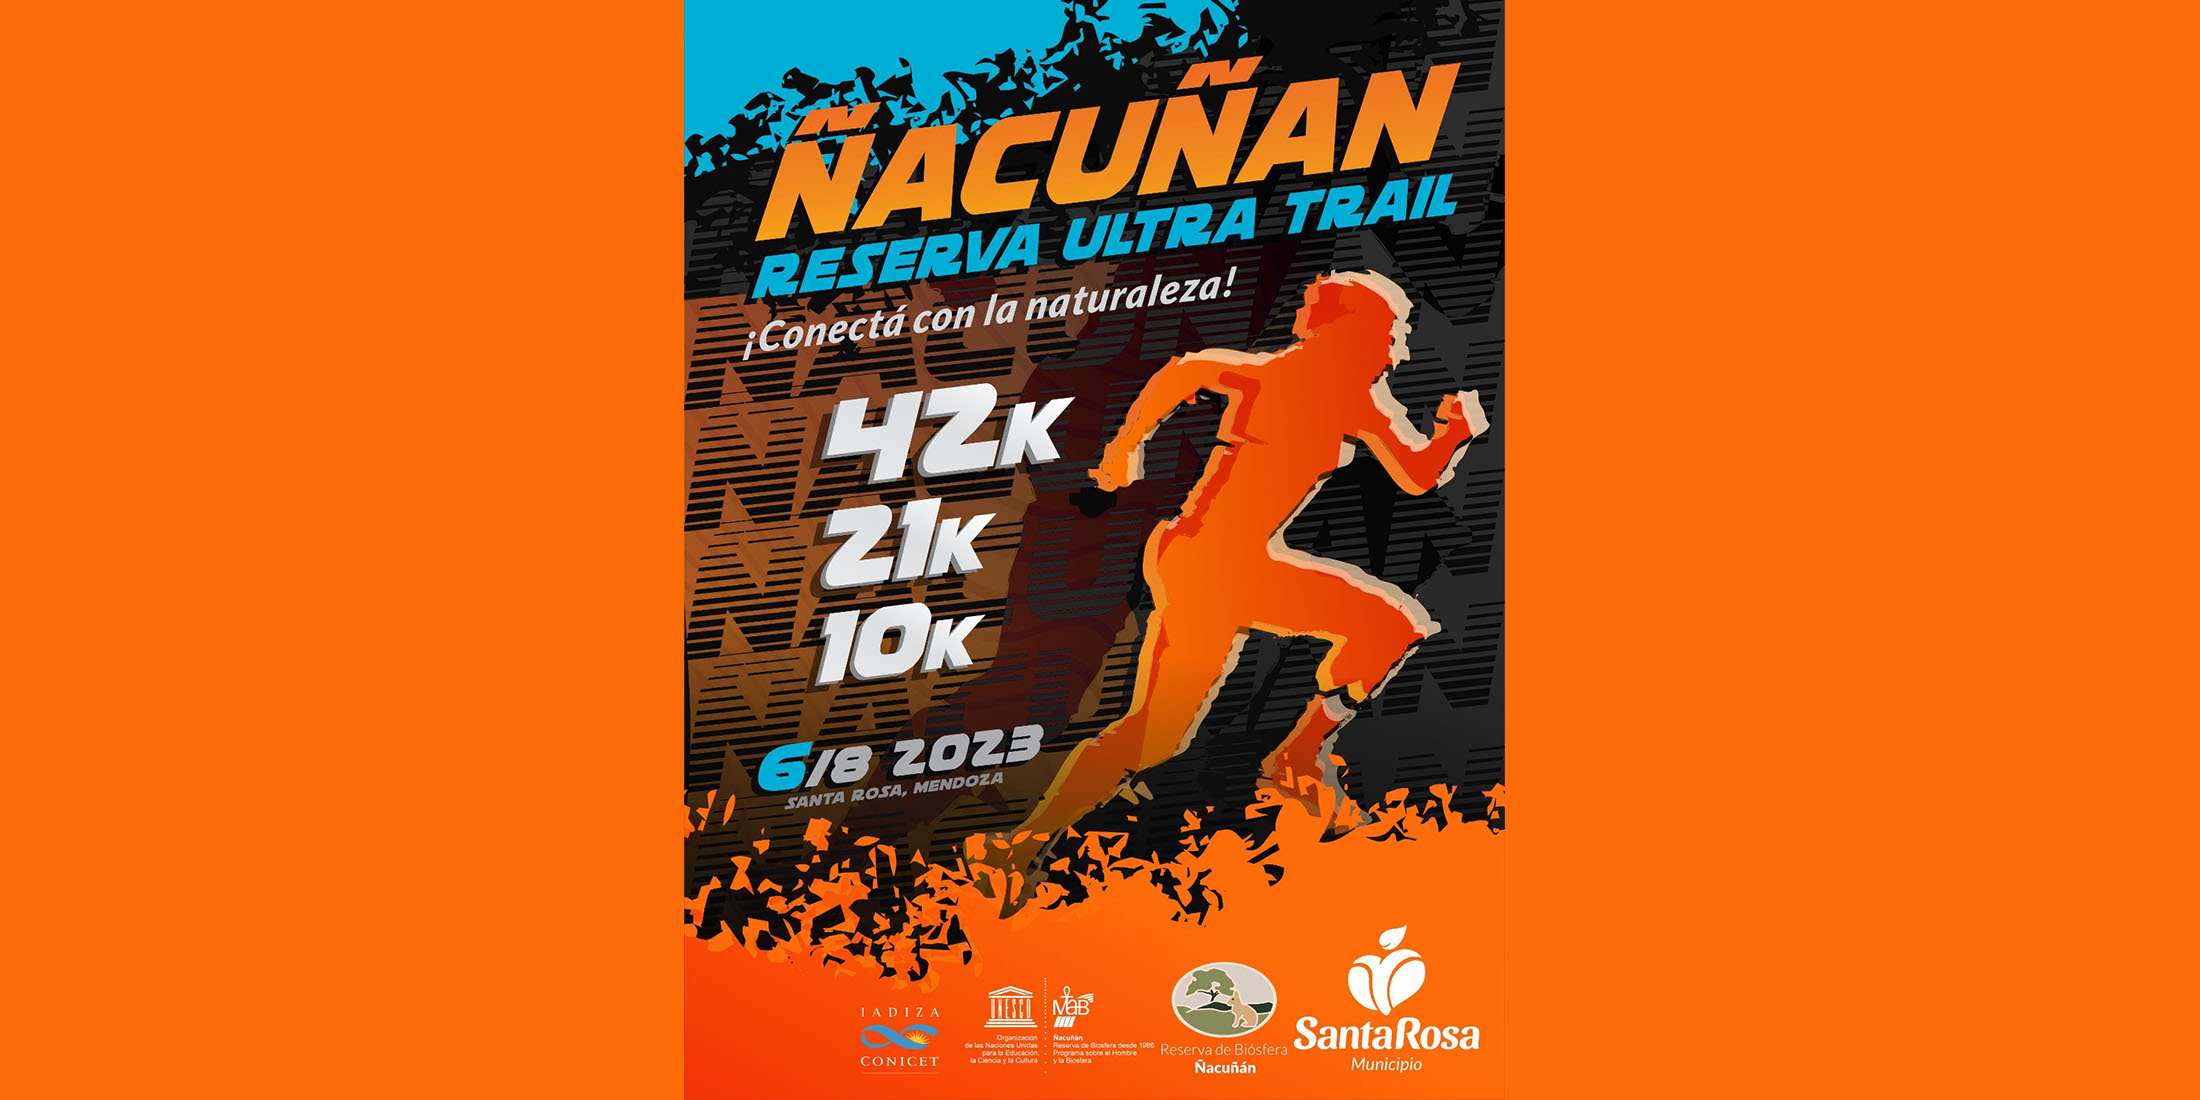 ÑACUÑAN
RESERVA ULTRA TRAIL
¡Conectá con la naturaleza!
42K
21K
10K
6/8 2023
SANTA ROSA, MENDOZA
IADIZA
CONICET
UNESCO
MaB
Organización
de las Naciones Unidas
para la Educación,
la Ciencia y la Cultura
Ñacuñán
Reserva de Biosfera desde 1986
Programa sobre el Hombre
y la Biosfera
Reserva de Biósfera
Ñacuñán
Santa Rosa
Municipio